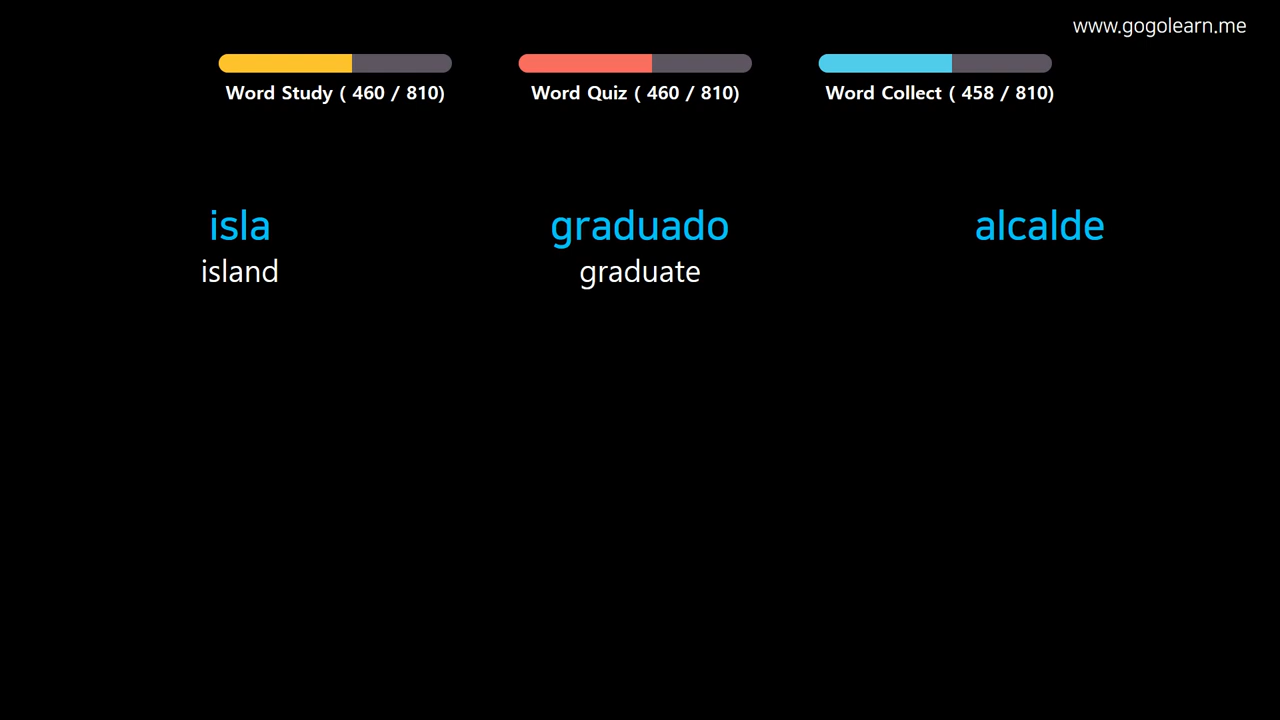 www.gogolearn.me
Word Study ( 460 / 810)
Word Quiz ( 460 / 810)
Word Collect ( 458 / 810)
isla
island
graduado
graduate
alcalde